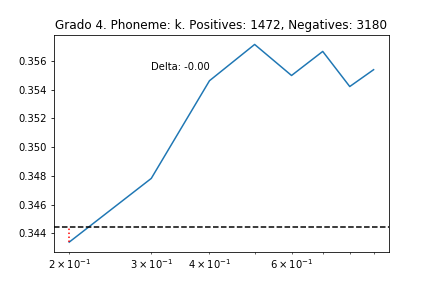 Grado 4. Phoneme: k. Positives: 1472, Negatives: 3180
0.356
Delta: -0.00
0.354
0.352
0.350
0.348
0.346
0.344
2 × 10⁻¹ 3 × 10⁻¹ 4 × 10⁻¹ 6 × 10⁻¹